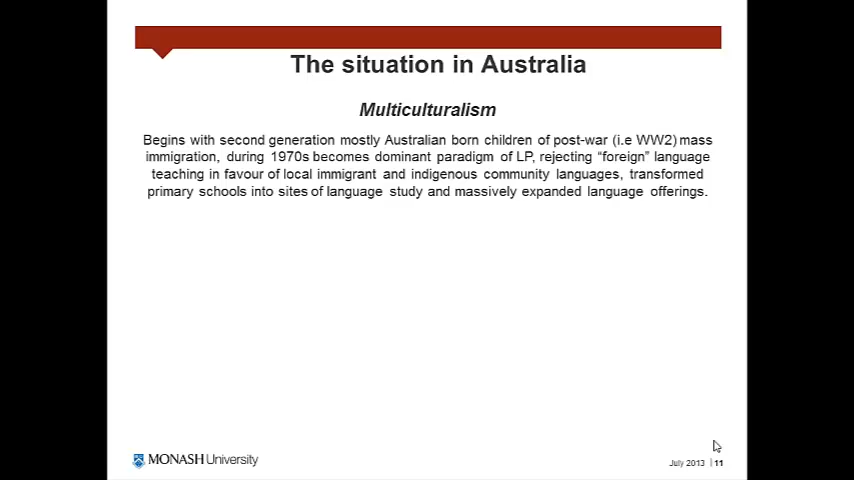 The situation in Australia
Multiculturalism
Begins with second generation mostly Australian born children of post-war (i.e WW2) mass
immigration, during 1970s becomes dominant paradigm of LP, rejecting “foreign” language
teaching in favour of local immigrant and indigenous community languages, transformed
primary schools into sites of language study and massively expanded language offerings.
MONASH University
July 2013 | 11